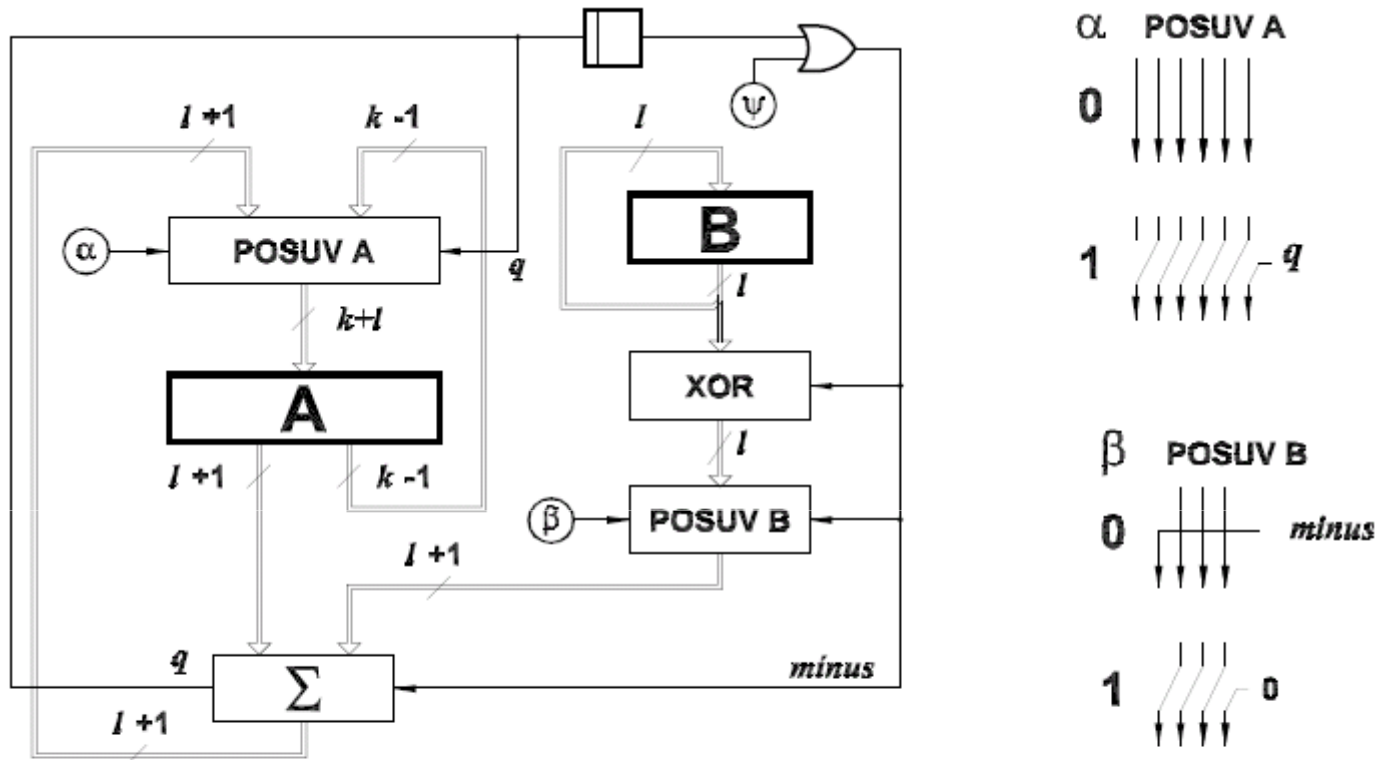 ψ
l +1
k -1
l
α
POSUV A
q
B
l
k+l
XOR
A
l
l +1
k -1
β
POSUV B
l +1
q
Σ
minus
l +1
α POSUV A
0
1
q
β POSUV B
0
minus
1
0